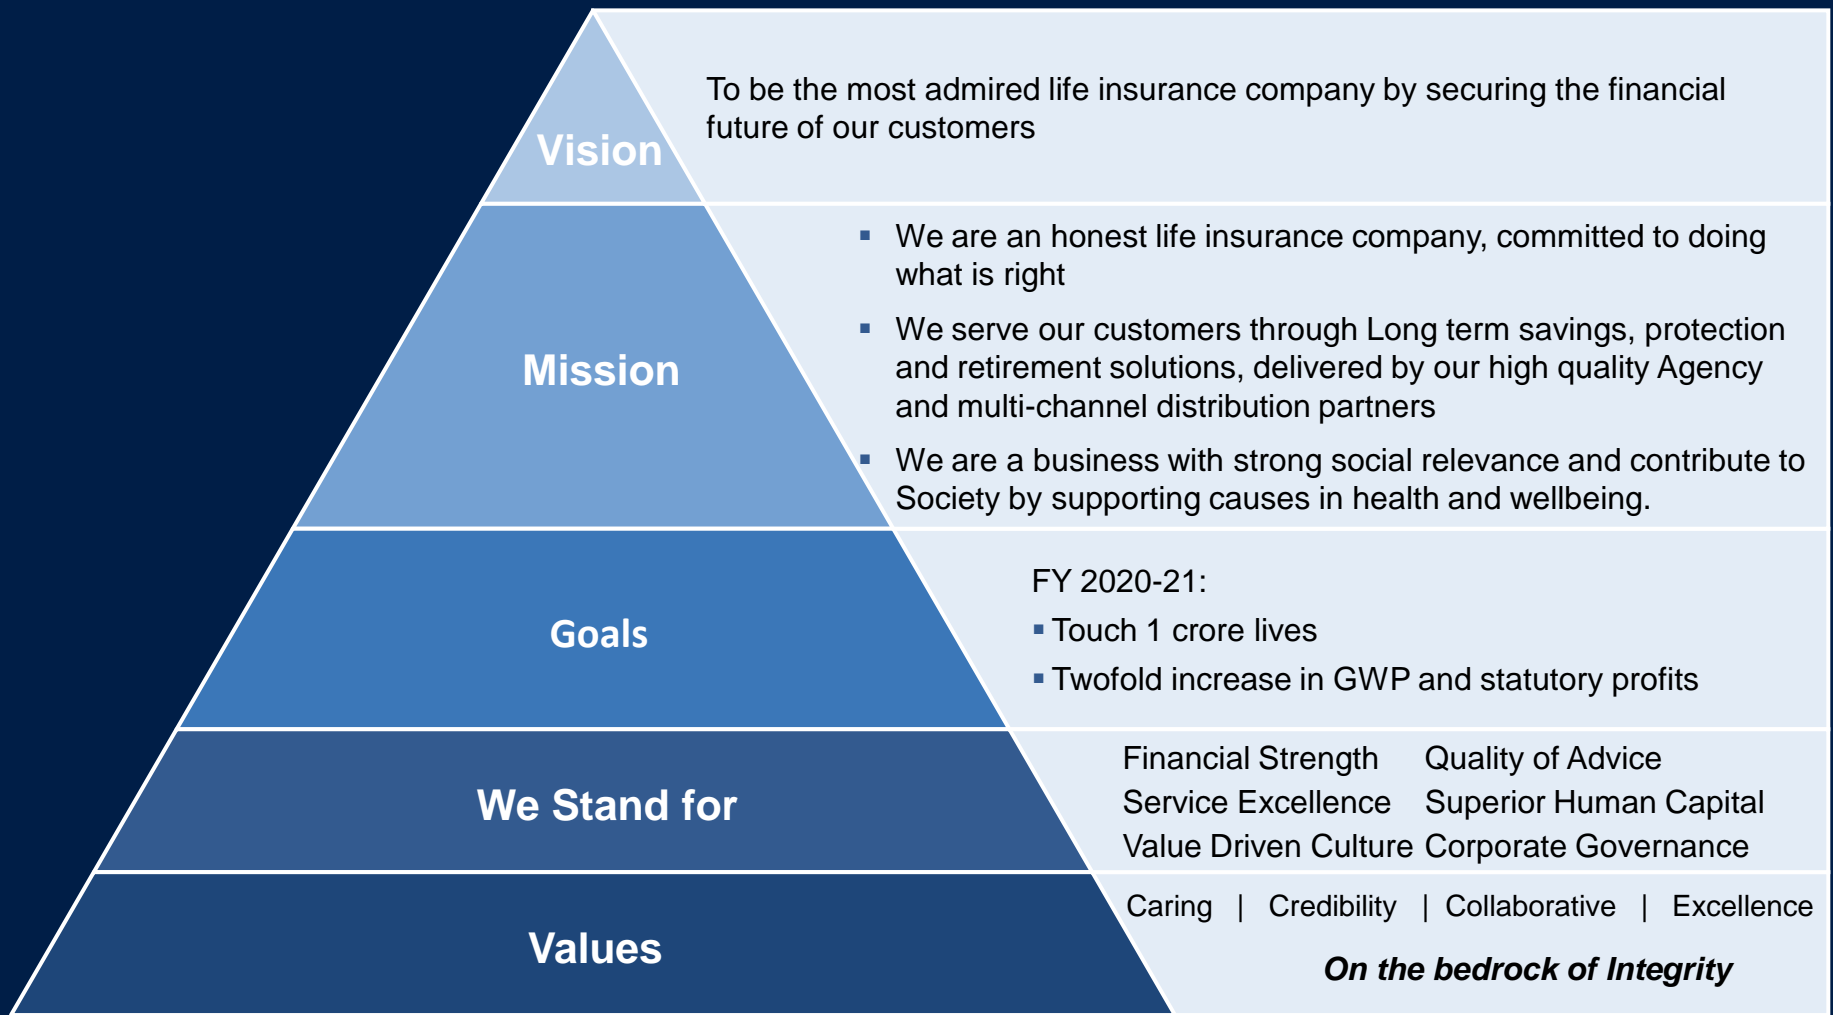 Vision
To be the most admired life insurance company by securing the financial
future of our customers
Mission
▪ We are an honest life insurance company, committed to doing
what is right
▪ We serve our customers through Long term savings, protection
and retirement solutions, delivered by our high quality Agency
and multi-channel distribution partners
▪ We are a business with strong social relevance and contribute to
Society by supporting causes in health and wellbeing.
Goals
FY 2020-21:
▪ Touch 1 crore lives
▪ Twofold increase in GWP and statutory profits
We Stand for
Financial Strength Quality of Advice
Service Excellence Superior Human Capital
Value Driven Culture Corporate Governance
Values
Caring | Credibility | Collaborative | Excellence
On the bedrock of Integrity